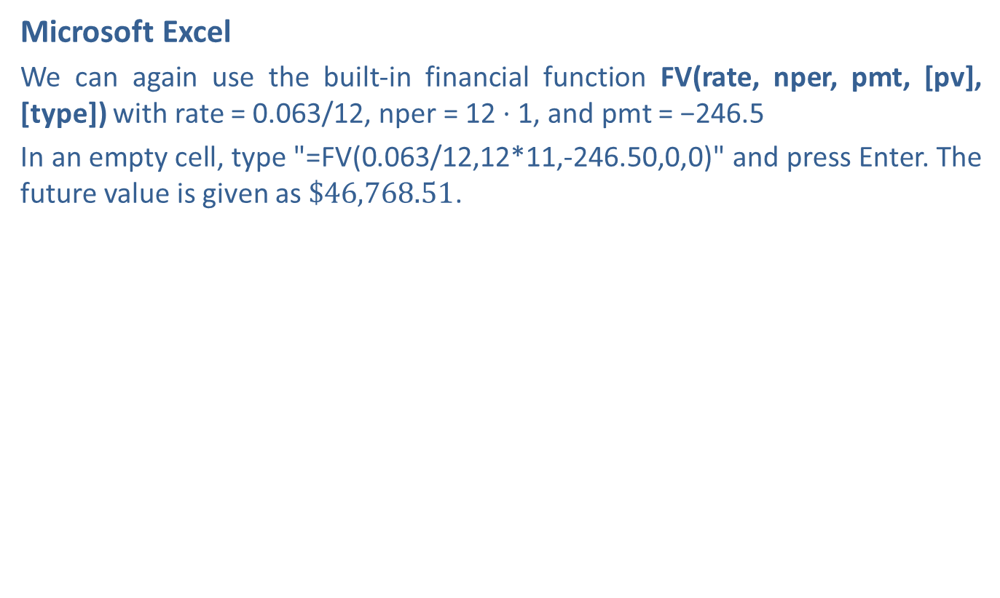 Microsoft Excel
We can again use the built-in financial function FV(rate, nper, pmt, [pv],
[type]) with rate = 0.063/12, nper = 12 · 1, and pmt = −246.5
In an empty cell, type "=FV(0.063/12,12*11,-246.50,0,0)" and press Enter. The
future value is given as $46,768.51.